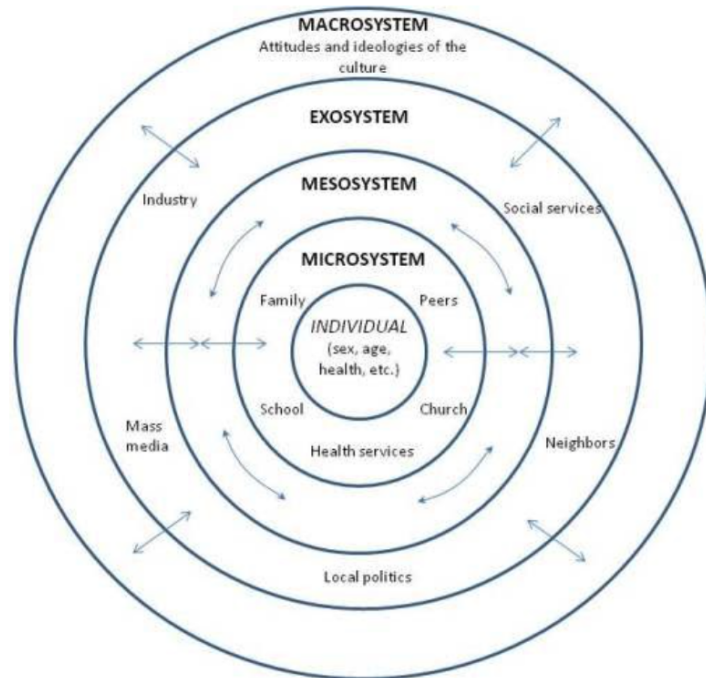 MACROSYSTEM
Attitudes and ideologies of the
culture
EXOSYSTEM
MESOSYSTEM
Industry
Social services
MICROSYSTEM
Family
Peers
INDIVIDUAL
(sex, age,
health, etc.)
School
Church
Mass
media
Health services
Neighbors
Local politics